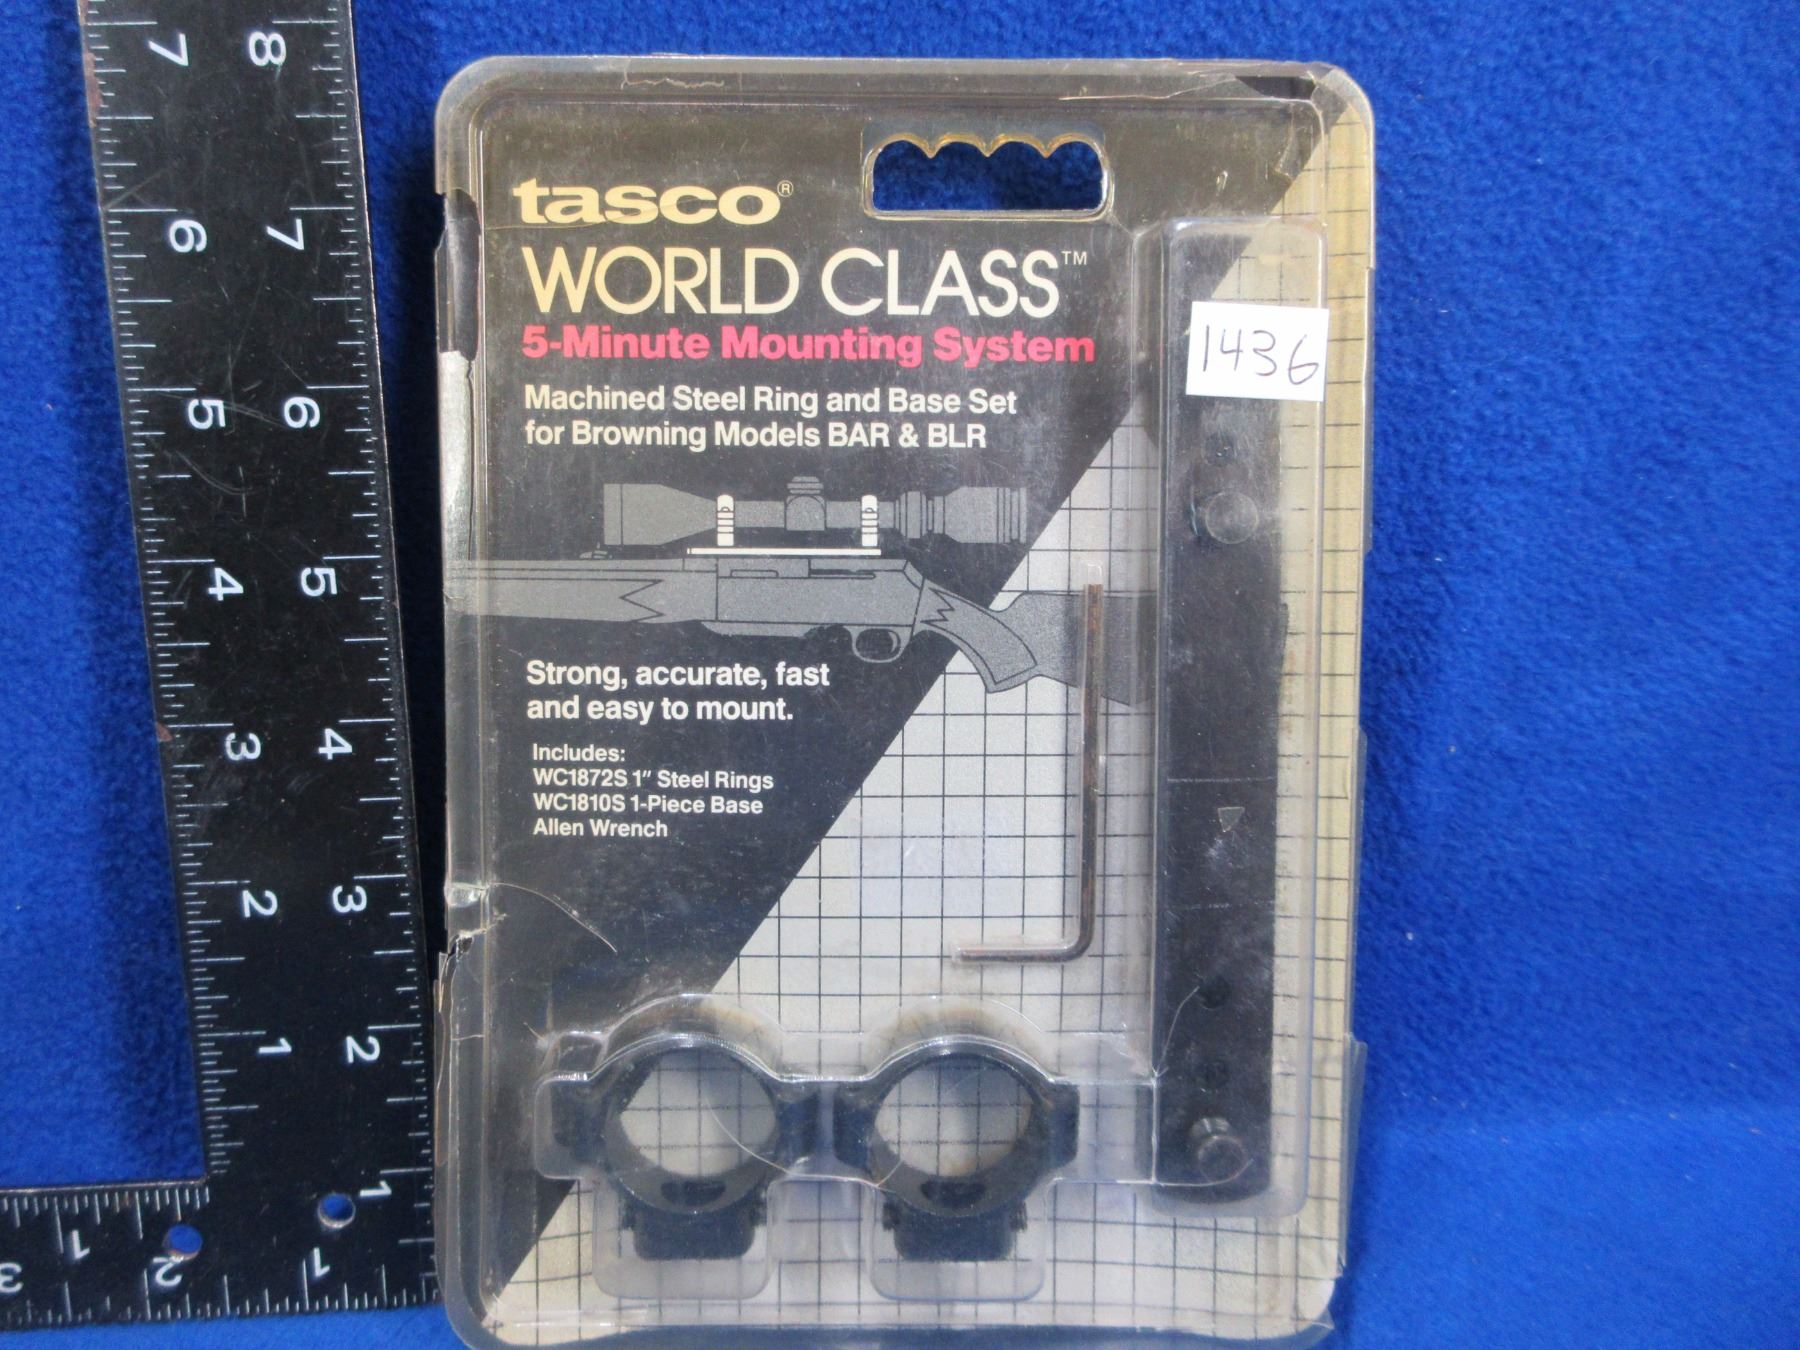 tasco®
WORLD CLASS™
5-Minute Mounting System
Machined Steel Ring and Base Set
for Browning Models BAR & BLR
1436
Strong, accurate, fast
and easy to mount.
Includes:
WC1872S 1" Steel Rings
WC1810S 1-Piece Base
Allen Wrench
7 8
6 7
5 6
4 5
3 4
2 3
1 2
1
1
3 2 1